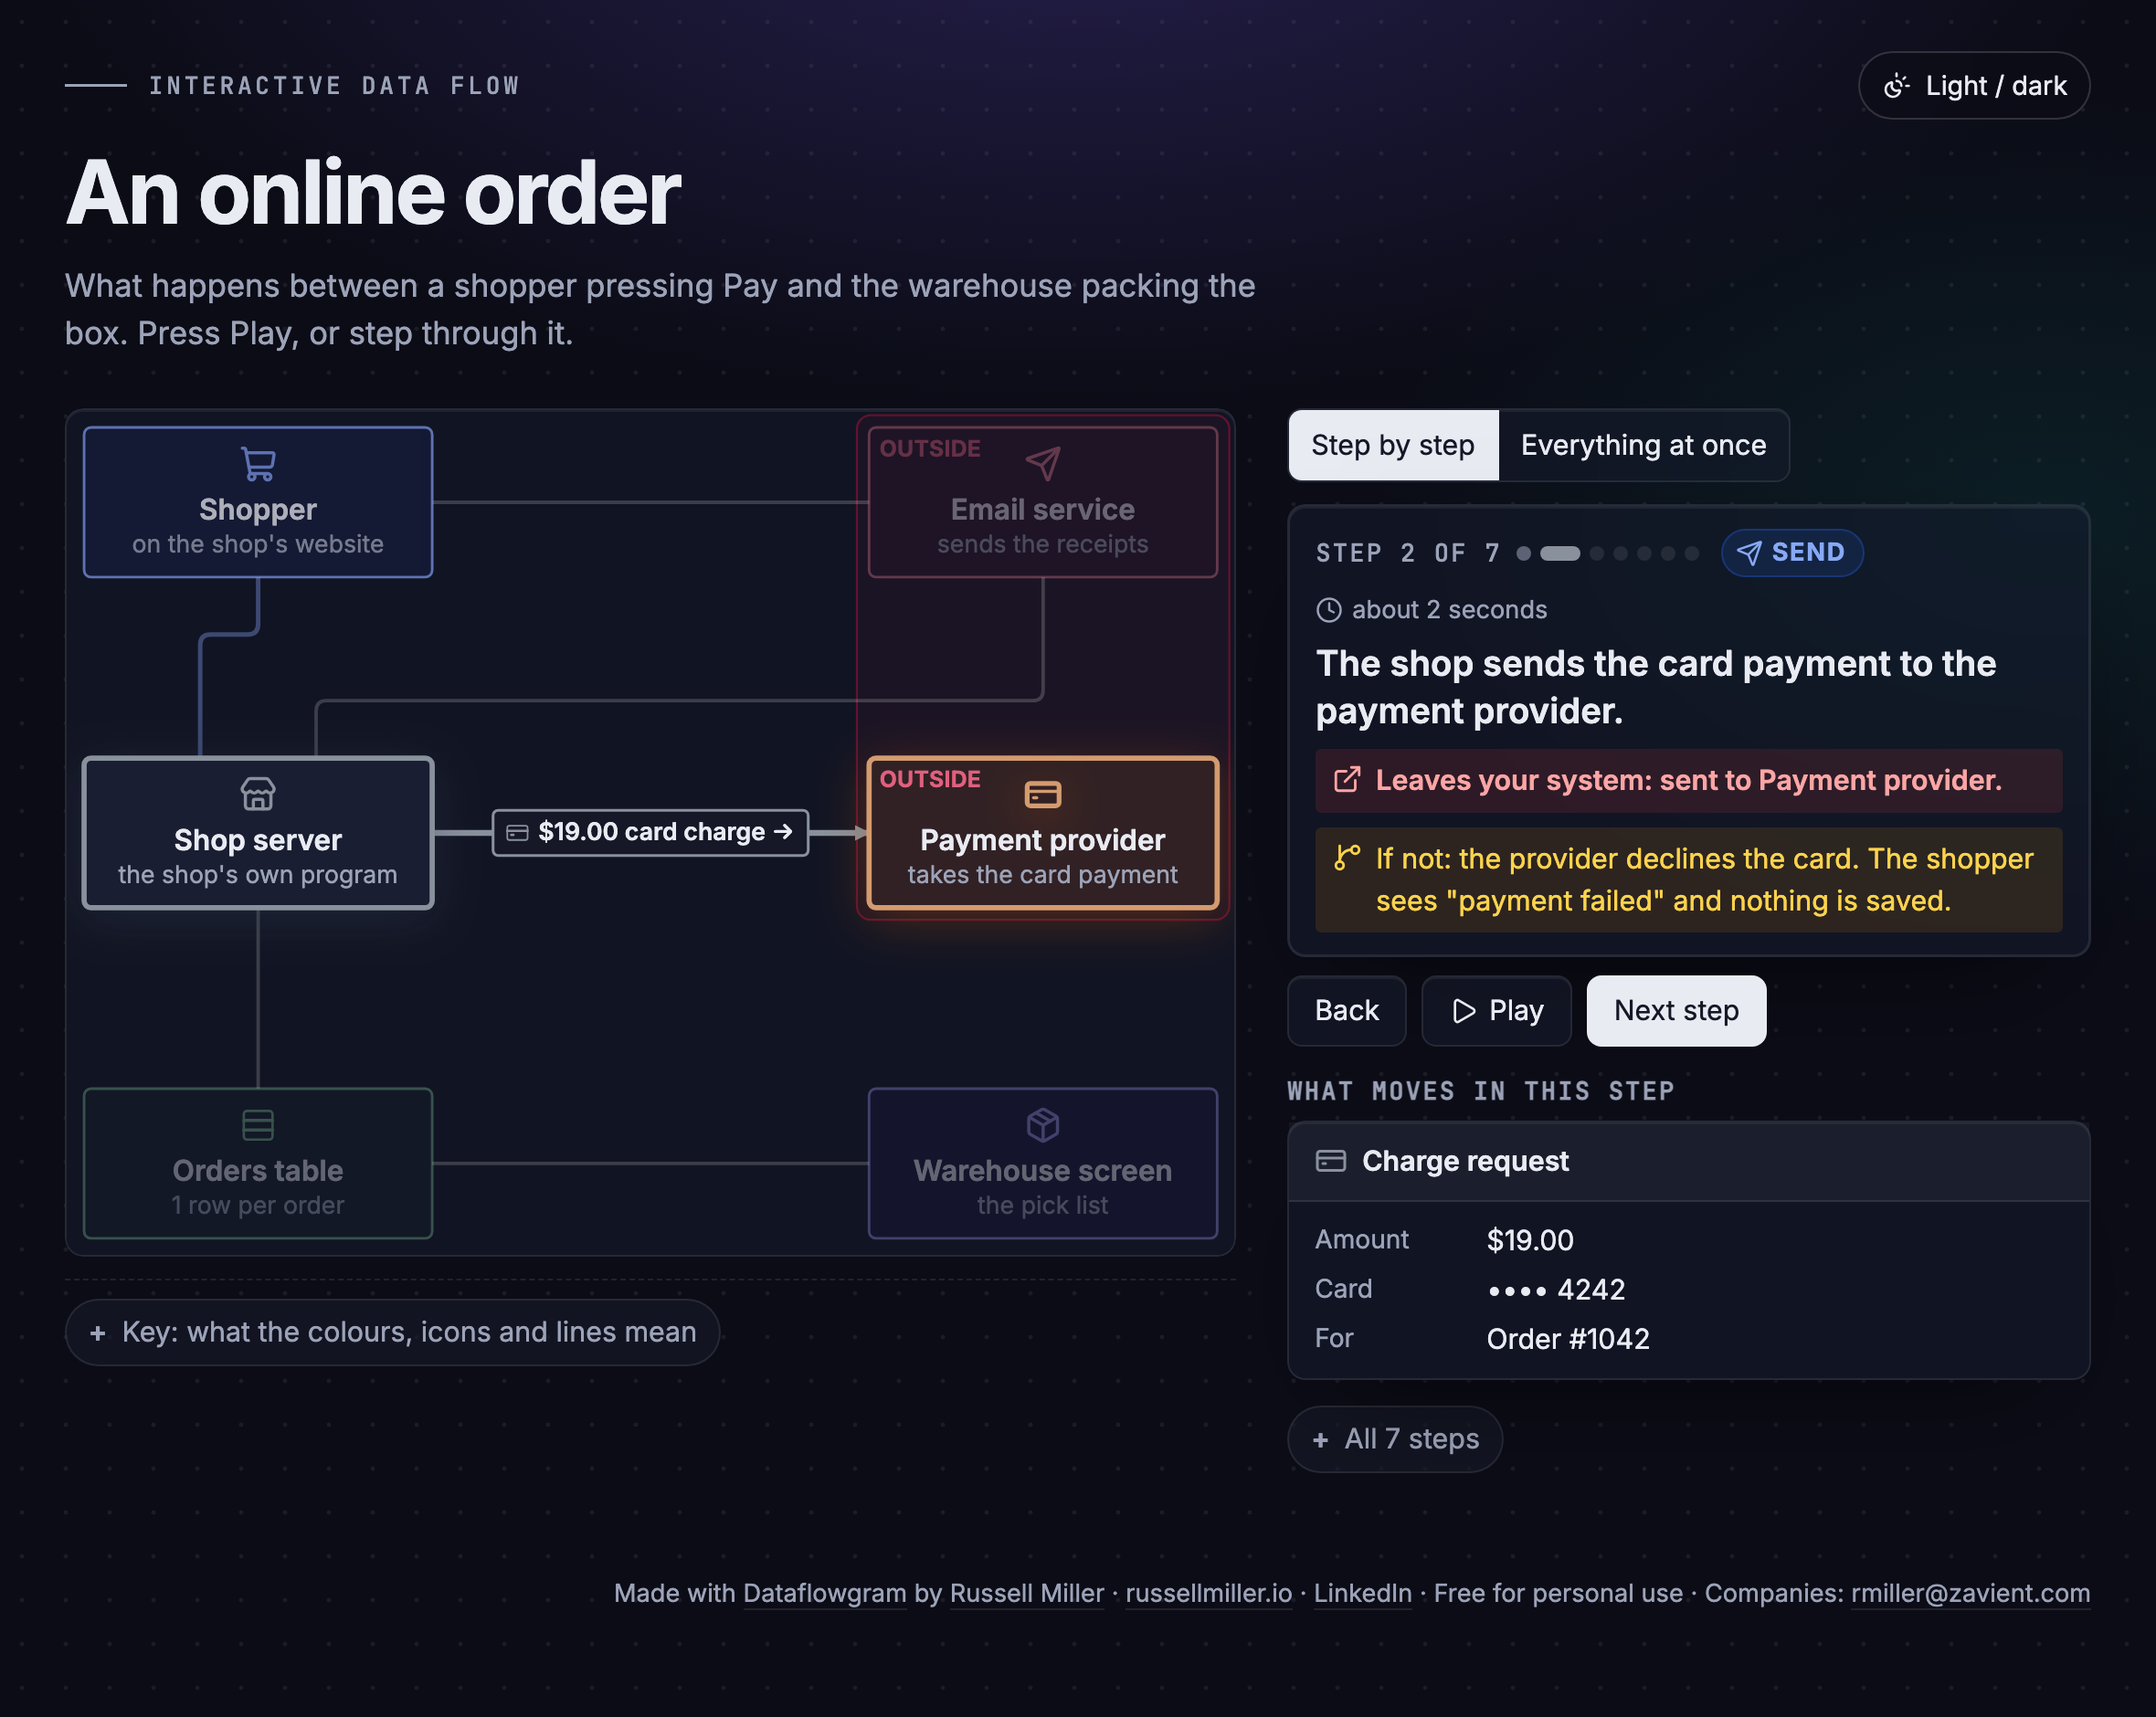 INTERACTIVE DATA FLOW
Light / dark
An online order
What happens between a shopper pressing Pay and the warehouse packing the
box. Press Play, or step through it.
Shopper
on the shop's website
OUTSIDE
Email service
sends the receipts
Shop server
the shop's own program
$19.00 card charge →
OUTSIDE
Payment provider
takes the card payment
Orders table
1 row per order
Warehouse screen
the pick list
+ Key: what the colours, icons and lines mean
Step by step
Everything at once
STEP 2 OF 7
SEND
about 2 seconds
The shop sends the card payment to the
payment provider.
Leaves your system: sent to Payment provider.
If not: the provider declines the card. The shopper
sees "payment failed" and nothing is saved.
Back
Play
Next step
WHAT MOVES IN THIS STEP
Charge request
Amount $19.00
Card •••• 4242
For Order #1042
+ All 7 steps
Made with Dataflowgram by Russell Miller · russellmiller.io · LinkedIn · Free for personal use · Companies: rmiller@zavient.com